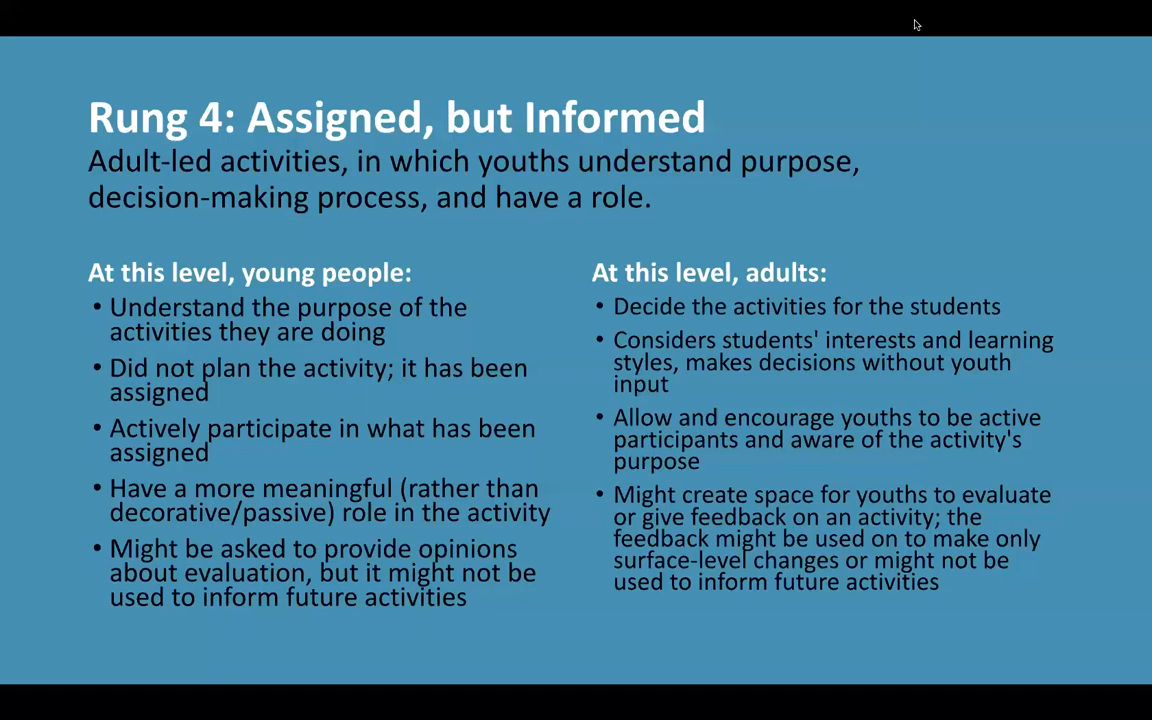 Rung 4: Assigned, but Informed
Adult-led activities, in which youths understand purpose,
decision-making process, and have a role.
At this level, young people:
• Understand the purpose of the
activities they are doing
• Did not plan the activity; it has been
assigned
• Actively participate in what has been
assigned
• Have a more meaningful (rather than
decorative/passive) role in the activity
• Might be asked to provide opinions
about evaluation, but it might not be
used to inform future activities
At this level, adults:
• Decide the activities for the students
• Considers students' interests and learning
styles, makes decisions without youth
input
• Allow and encourage youths to be active
participants and aware of the activity's
purpose
• Might create space for youths to evaluate
or give feedback on an activity; the
feedback might be used on to make only
surface-level changes or might not be
used to inform future activities